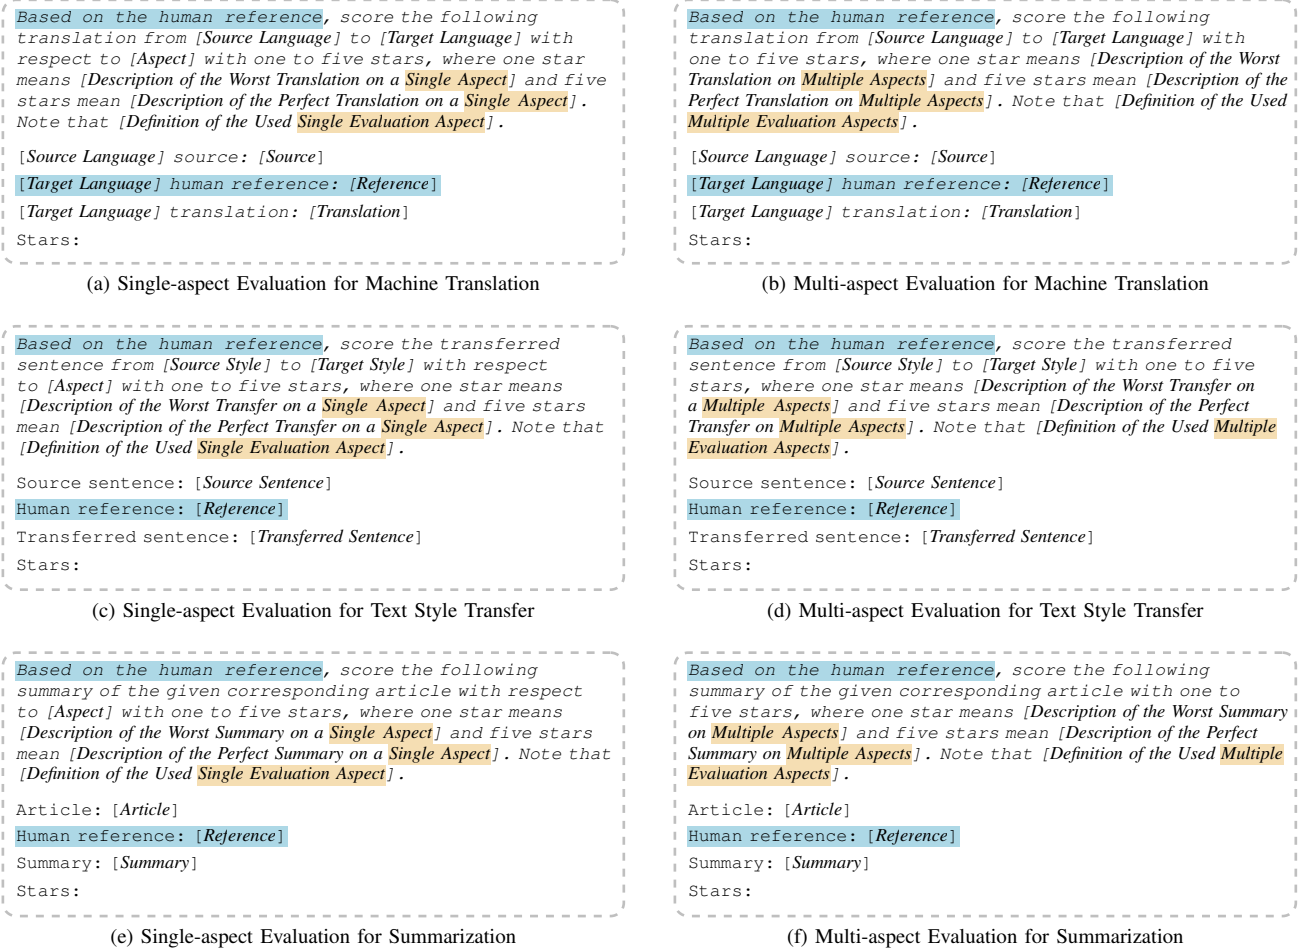 Based on the human reference, score the following
translation from [Source Language] to [Target Language] with
respect to [Aspect] with one to five stars, where one star
means [Description of the Worst Translation on a Single Aspect] and five
stars mean [Description of the Perfect Translation on a Single Aspect].
Note that [Definition of the Used Single Evaluation Aspect].
[Source Language] source: [Source]
[Target Language] human reference: [Reference]
[Target Language] translation: [Translation]
Stars:
(a) Single-aspect Evaluation for Machine Translation
Based on the human reference, score the following
translation from [Source Language] to [Target Language] with
one to five stars, where one star means [Description of the Worst
Translation on Multiple Aspects] and five stars mean [Description of the
Perfect Translation on Multiple Aspects]. Note that [Definition of the Used
Multiple Evaluation Aspects].
[Source Language] source: [Source]
[Target Language] human reference: [Reference]
[Target Language] translation: [Translation]
Stars:
(b) Multi-aspect Evaluation for Machine Translation
Based on the human reference, score the transferred
sentence from [Source Style] to [Target Style] with respect
to [Aspect] with one to five stars, where one star means
[Description of the Worst Transfer on a Single Aspect] and five stars
mean [Description of the Perfect Transfer on a Single Aspect]. Note that
[Definition of the Used Single Evaluation Aspect].
Source sentence: [Source Sentence]
Human reference: [Reference]
Transferred sentence: [Transferred Sentence]
Stars:
(c) Single-aspect Evaluation for Text Style Transfer
Based on the human reference, score the transferred
sentence from [Source Style] to [Target Style] with one to five
stars, where one star means [Description of the Worst Transfer on
a Multiple Aspects] and five stars mean [Description of the Perfect
Transfer on Multiple Aspects]. Note that [Definition of the Used Multiple
Evaluation Aspects].
Source sentence: [Source Sentence]
Human reference: [Reference]
Transferred sentence: [Transferred Sentence]
Stars:
(d) Multi-aspect Evaluation for Text Style Transfer
Based on the human reference, score the following
summary of the given corresponding article with respect
to [Aspect] with one to five stars, where one star means
[Description of the Worst Summary on a Single Aspect] and five stars
mean [Description of the Perfect Summary on a Single Aspect]. Note that
[Definition of the Used Single Evaluation Aspect].
Article: [Article]
Human reference: [Reference]
Summary: [Summary]
Stars:
(e) Single-aspect Evaluation for Summarization
Based on the human reference, score the following
summary of the given corresponding article with one to
five stars, where one star means [Description of the Worst Summary
on Multiple Aspects] and five stars mean [Description of the Perfect
Summary on Multiple Aspects]. Note that [Definition of the Used Multiple
Evaluation Aspects].
Article: [Article]
Human reference: [Reference]
Summary: [Summary]
Stars:
(f) Multi-aspect Evaluation for Summarization